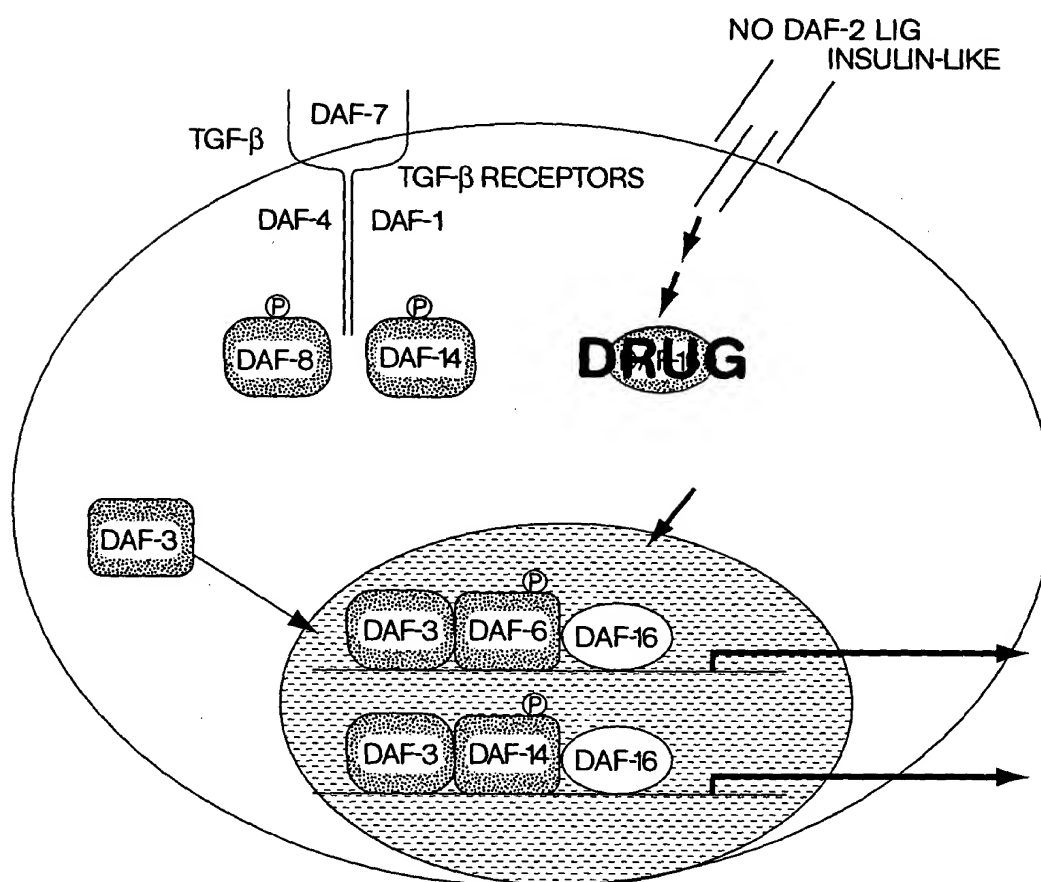 NO DAF-2 LIG
INSULIN-LIKE
DAF-7
TGF-β
TGF-β RECEPTORS
DAF-4
DAF-1
P
P
DAF-8
DAF-14
DRUG
DAF-3
P
DAF-3
DAF-6
DAF-16
P
DAF-3
DAF-14
DAF-16